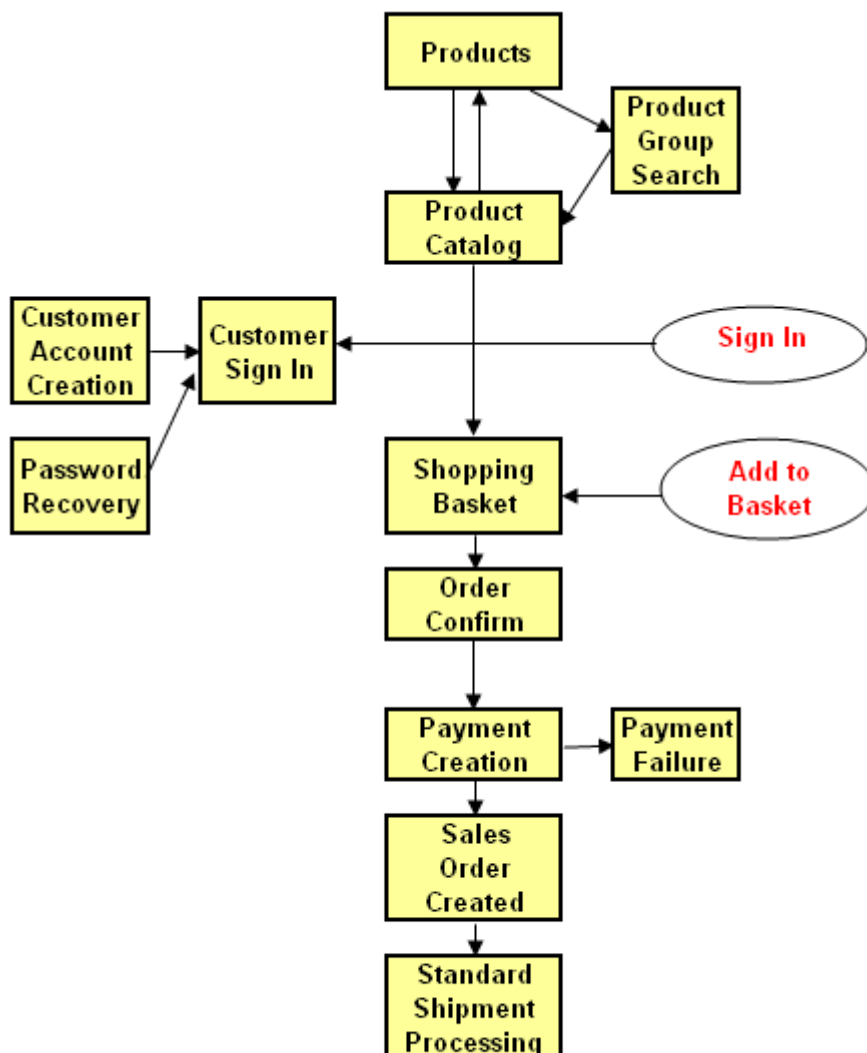 Products
Product
Group
Search
Product
Catalog
Customer
Account
Creation
Customer
Sign In
Sign In
Password
Recovery
Shopping
Basket
Add to
Basket
Order
Confirm
Payment
Creation
Payment
Failure
Sales
Order
Created
Standard
Shipment
Processing